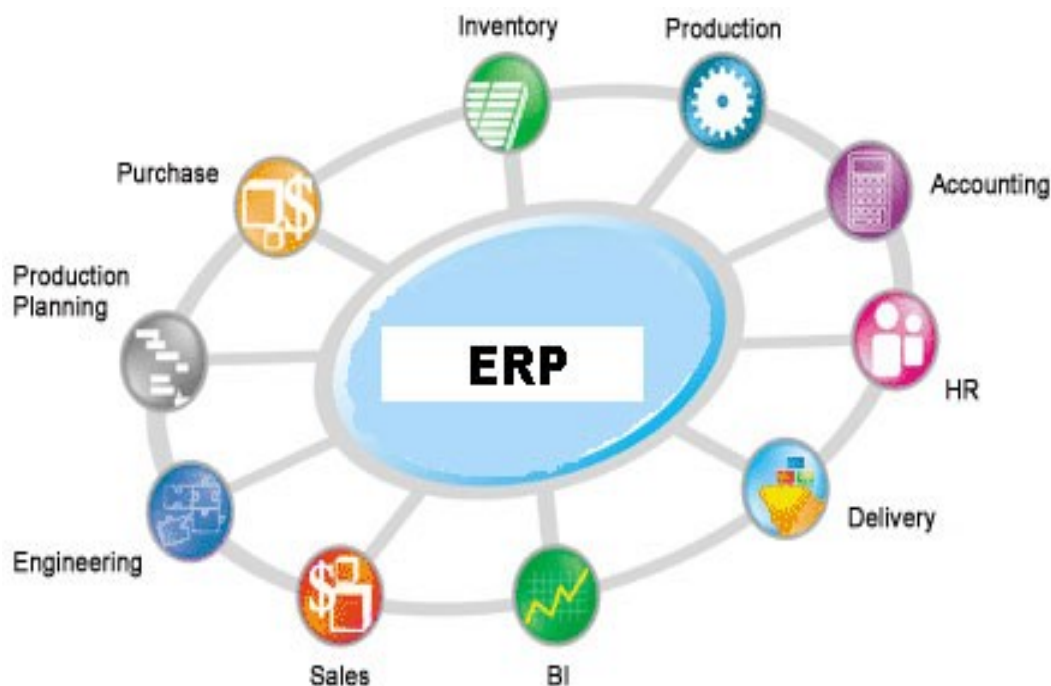 Inventory
Production
Purchase
Accounting
Production
Planning
ERP
HR
Delivery
Engineering
Sales
BI